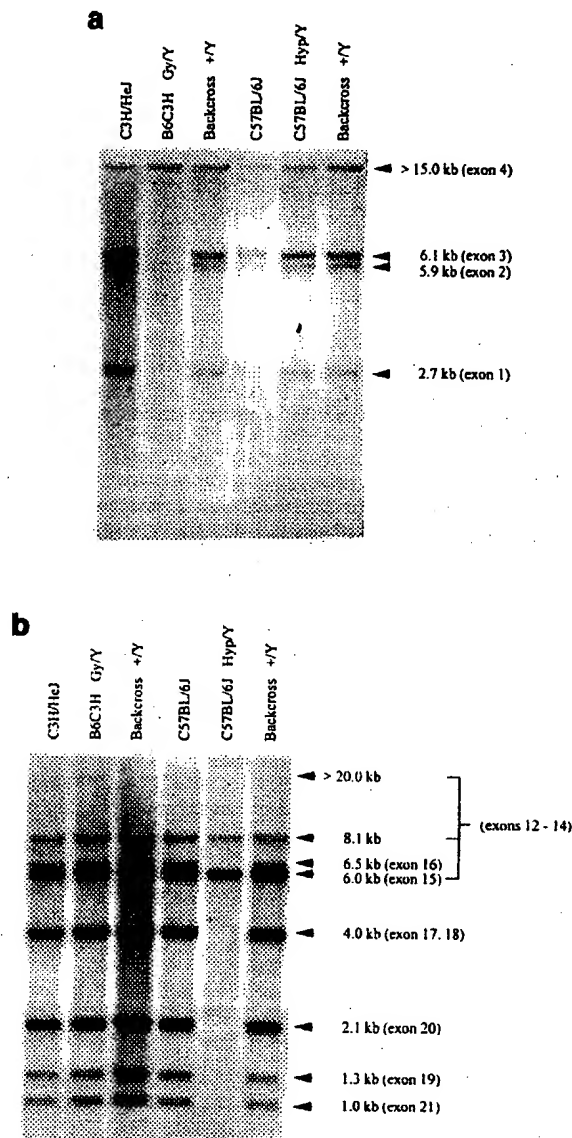 a
C3H/HeJ
B6C3H Gy/Y
Backcross +/Y
C57BL/6J
C57BL/6J Hyp/Y
Backcross +/Y
> 15.0 kb (exon 4)
6.1 kb (exon 3)
5.9 kb (exon 2)
2.7 kb (exon 1)
b
C3H/HeJ
B6C3H Gy/Y
Backcross +/Y
C57BL/6J
C57BL/6J Hyp/Y
Backcross +/Y
> 20.0 kb
(exons 12 - 14)
8.1 kb
6.5 kb (exon 16)
6.0 kb (exon 15)
4.0 kb (exon 17. 18)
2.1 kb (exon 20)
1.3 kb (exon 19)
1.0 kb (exon 21)